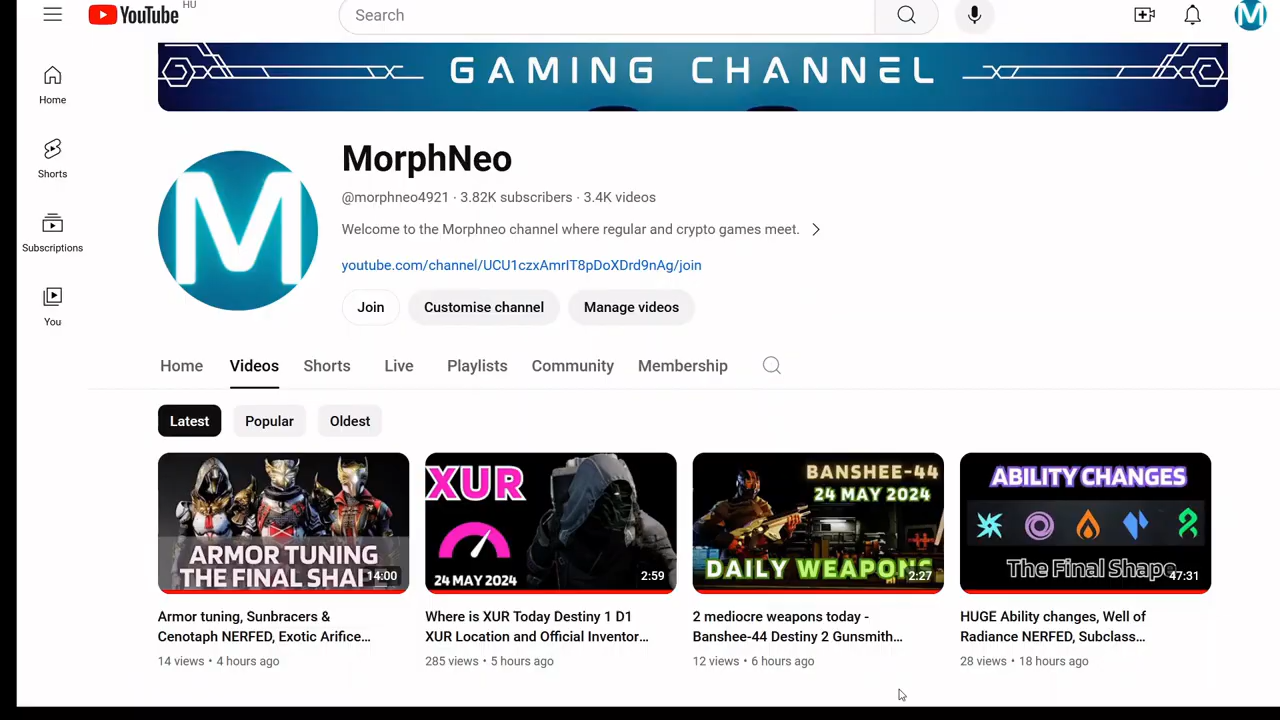 HU
YouTube
Search
M
GAMING CHANNEL
Home
Shorts
Subscriptions
You
M
MorphNeo
@morphneo4921 · 3.82K subscribers · 3.4K videos
Welcome to the Morphneo channel where regular and crypto games meet.
youtube.com/channel/UCU1czxAmrIT8pDoXDrd9nAg/join
Join Customise channel Manage videos
Home Videos Shorts Live Playlists Community Membership
Latest Popular Oldest
ARMOR TUNING
THE FINAL SHAP
14:00
Armor tuning, Sunbracers &
Cenotaph NERFED, Exotic Arifice...
14 views • 4 hours ago
XUR
24 MAY 2024
2:59
Where is XUR Today Destiny 1 D1
XUR Location and Official Inventor...
285 views • 5 hours ago
BANSHEE-44
24 MAY 2024
DAILY WEAPONS
2:27
2 mediocre weapons today -
Banshee-44 Destiny 2 Gunsmith...
12 views • 6 hours ago
ABILITY CHANGES
The Final Shape
47:31
HUGE Ability changes, Well of
Radiance NERFED, Subclass...
28 views • 18 hours ago